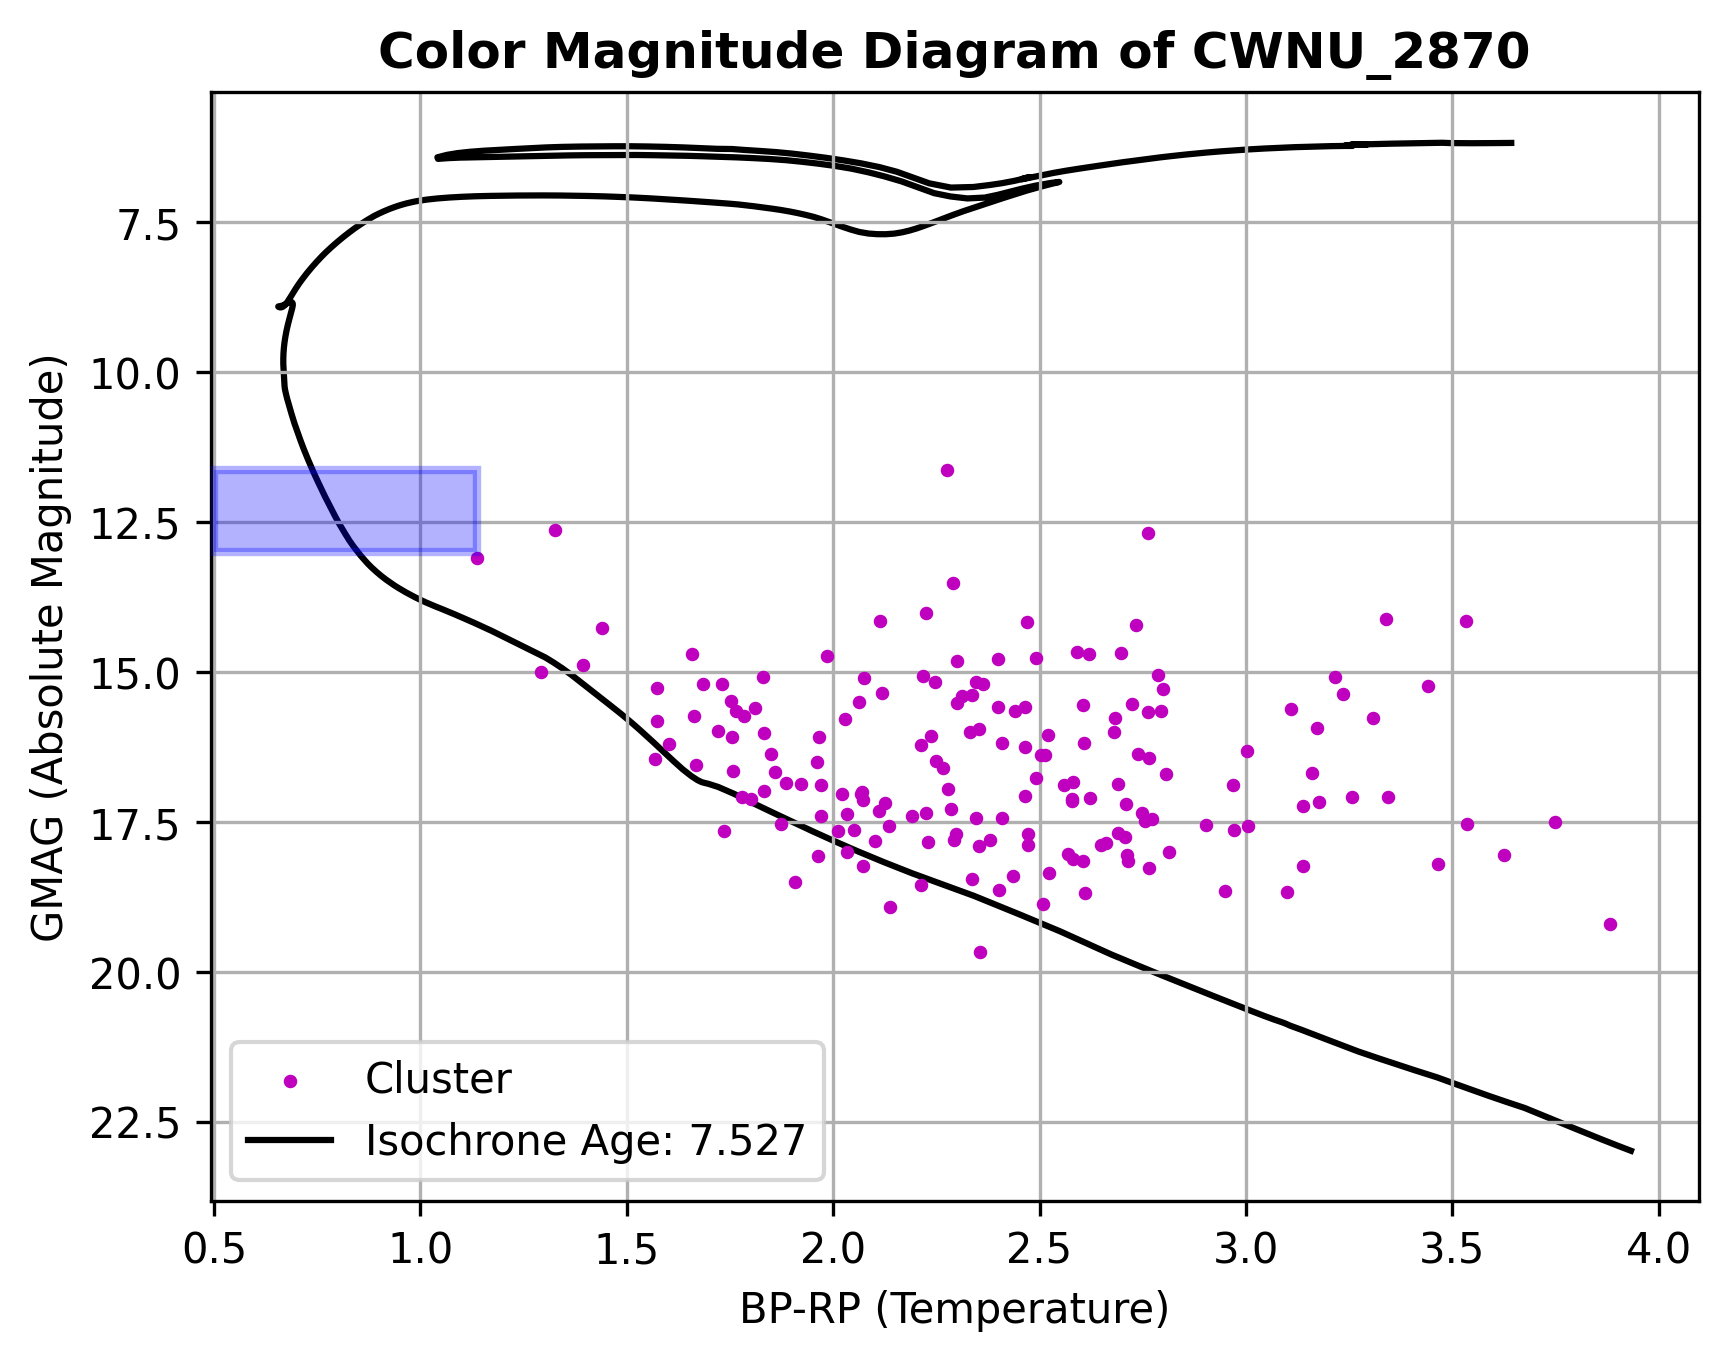 Color Magnitude Diagram of CWNU_2870
GMAG (Absolute Magnitude)
7.5
10.0
12.5
15.0
17.5
20.0
22.5
Cluster
Isochrone Age: 7.527
0.5 1.0 1.5 2.0 2.5 3.0 3.5 4.0
BP-RP (Temperature)